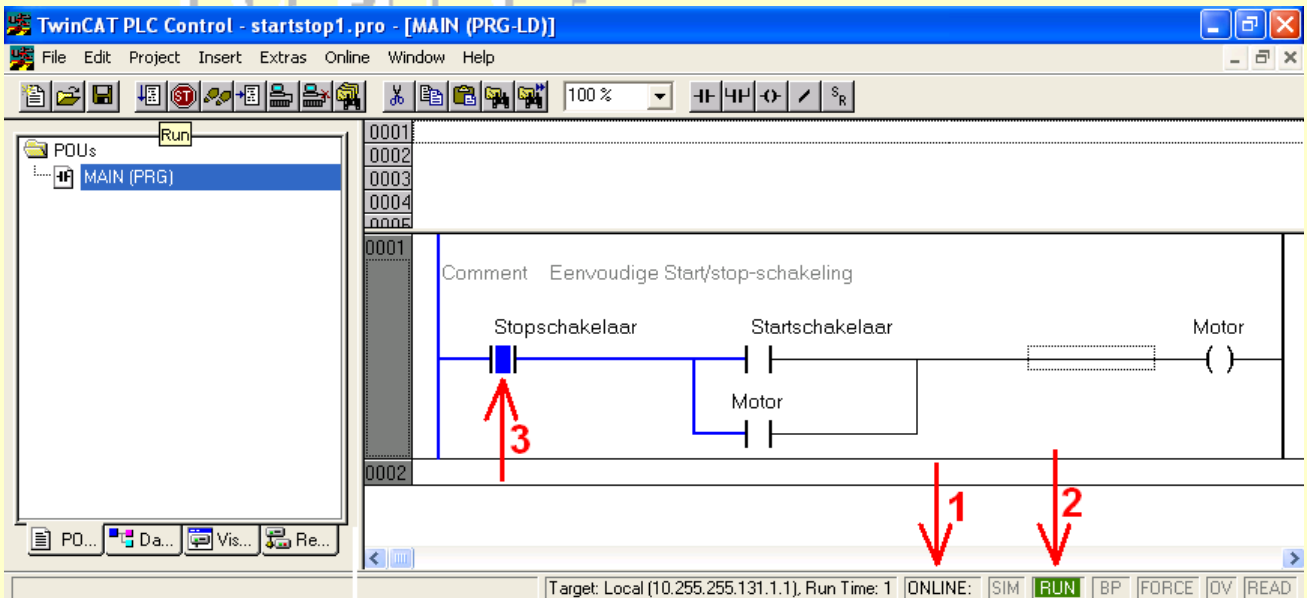 TwinCAT PLC Control - startstop1.pro - [MAIN (PRG-LD)]
File Edit Project Insert Extras Online Window Help
STOP
100 %
S R
Run
POUs
MAIN (PRG)
0001
0002
0003
0004
0005
0001
Comment Eenvoudige Start/stop-schakeling
Stopschakelaar Startschakelaar Motor
Motor
3
0002
1
2
PO... Da... Vis... Re...
Target: Local (10.255.255.131.1.1), Run Time: 1 ONLINE: SIM RUN BP FORCE OV READ